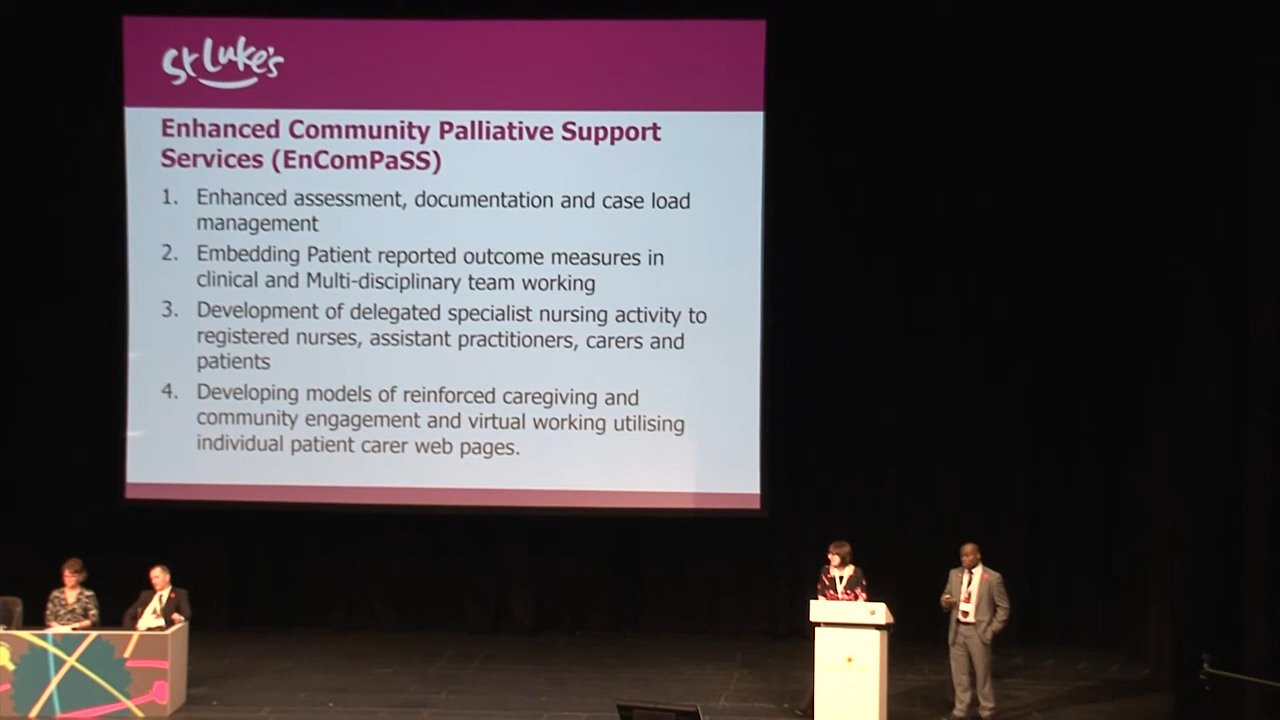 St Luke's
Enhanced Community Palliative Support
Services (EnComPaSS)
1. Enhanced assessment, documentation and case load
management
2. Embedding Patient reported outcome measures in
clinical and Multi-disciplinary team working
3. Development of delegated specialist nursing activity to
registered nurses, assistant practitioners, carers and
patients
4. Developing models of reinforced caregiving and
community engagement and virtual working utilising
individual patient carer web pages.